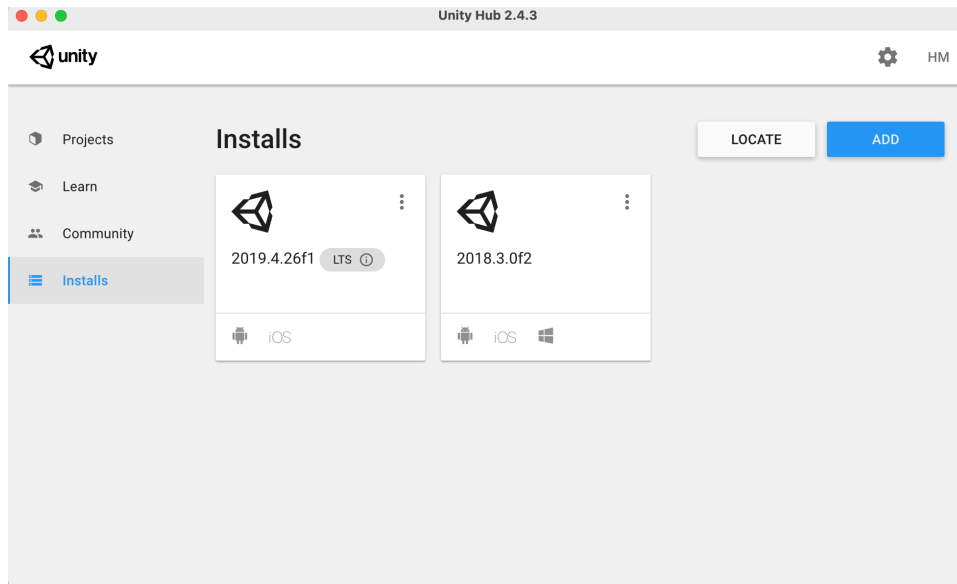 Unity Hub 2.4.3
unity
HM
Projects
Learn
Community
Installs
Installs
LOCATE
ADD
2019.4.26f1 LTS
iOS
2018.3.0f2
iOS